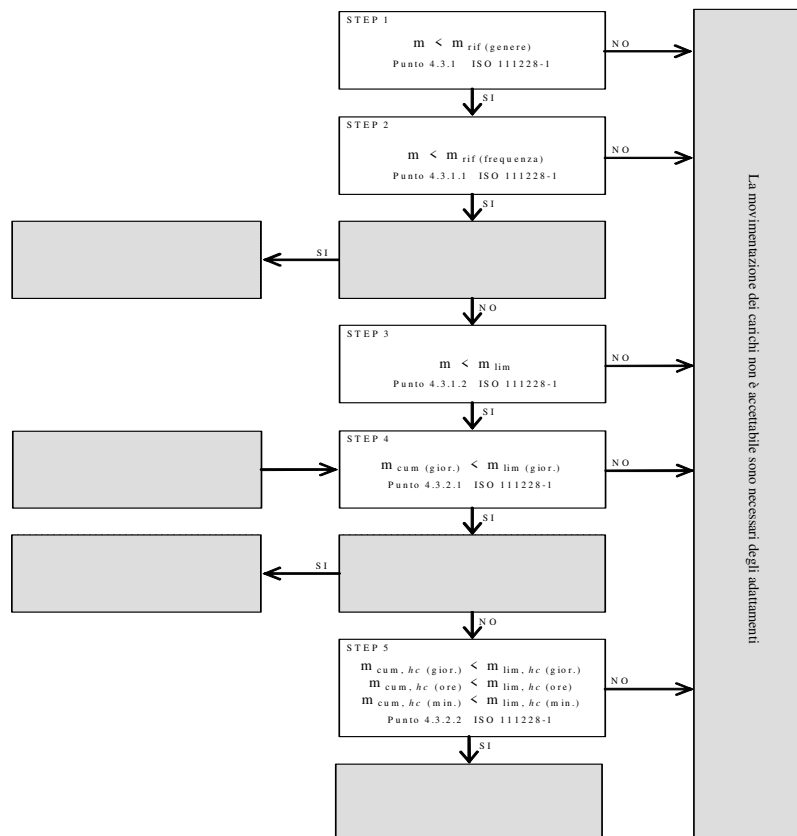 STEP 1
m < m rif (genere)
Punto 4.3.1 ISO 111228-1
NO
SI
STEP 2
m < m rif (frequenza)
Punto 4.3.1.1 ISO 111228-1
NO
SI
SI
NO
STEP 3
m < m lim
Punto 4.3.1.2 ISO 111228-1
NO
SI
STEP 4
m cum (gior.) < m lim (gior.)
Punto 4.3.2.1 ISO 111228-1
NO
SI
SI
NO
STEP 5
m cum, hc (gior.) < m lim, hc (gior.)
m cum, hc (ore) < m lim, hc (ore)
m cum, hc (min.) < m lim, hc (min.)
Punto 4.3.2.2 ISO 111228-1
NO
SI
La movimentazione dei carichi non è accettabile sono necessari degli adattamenti